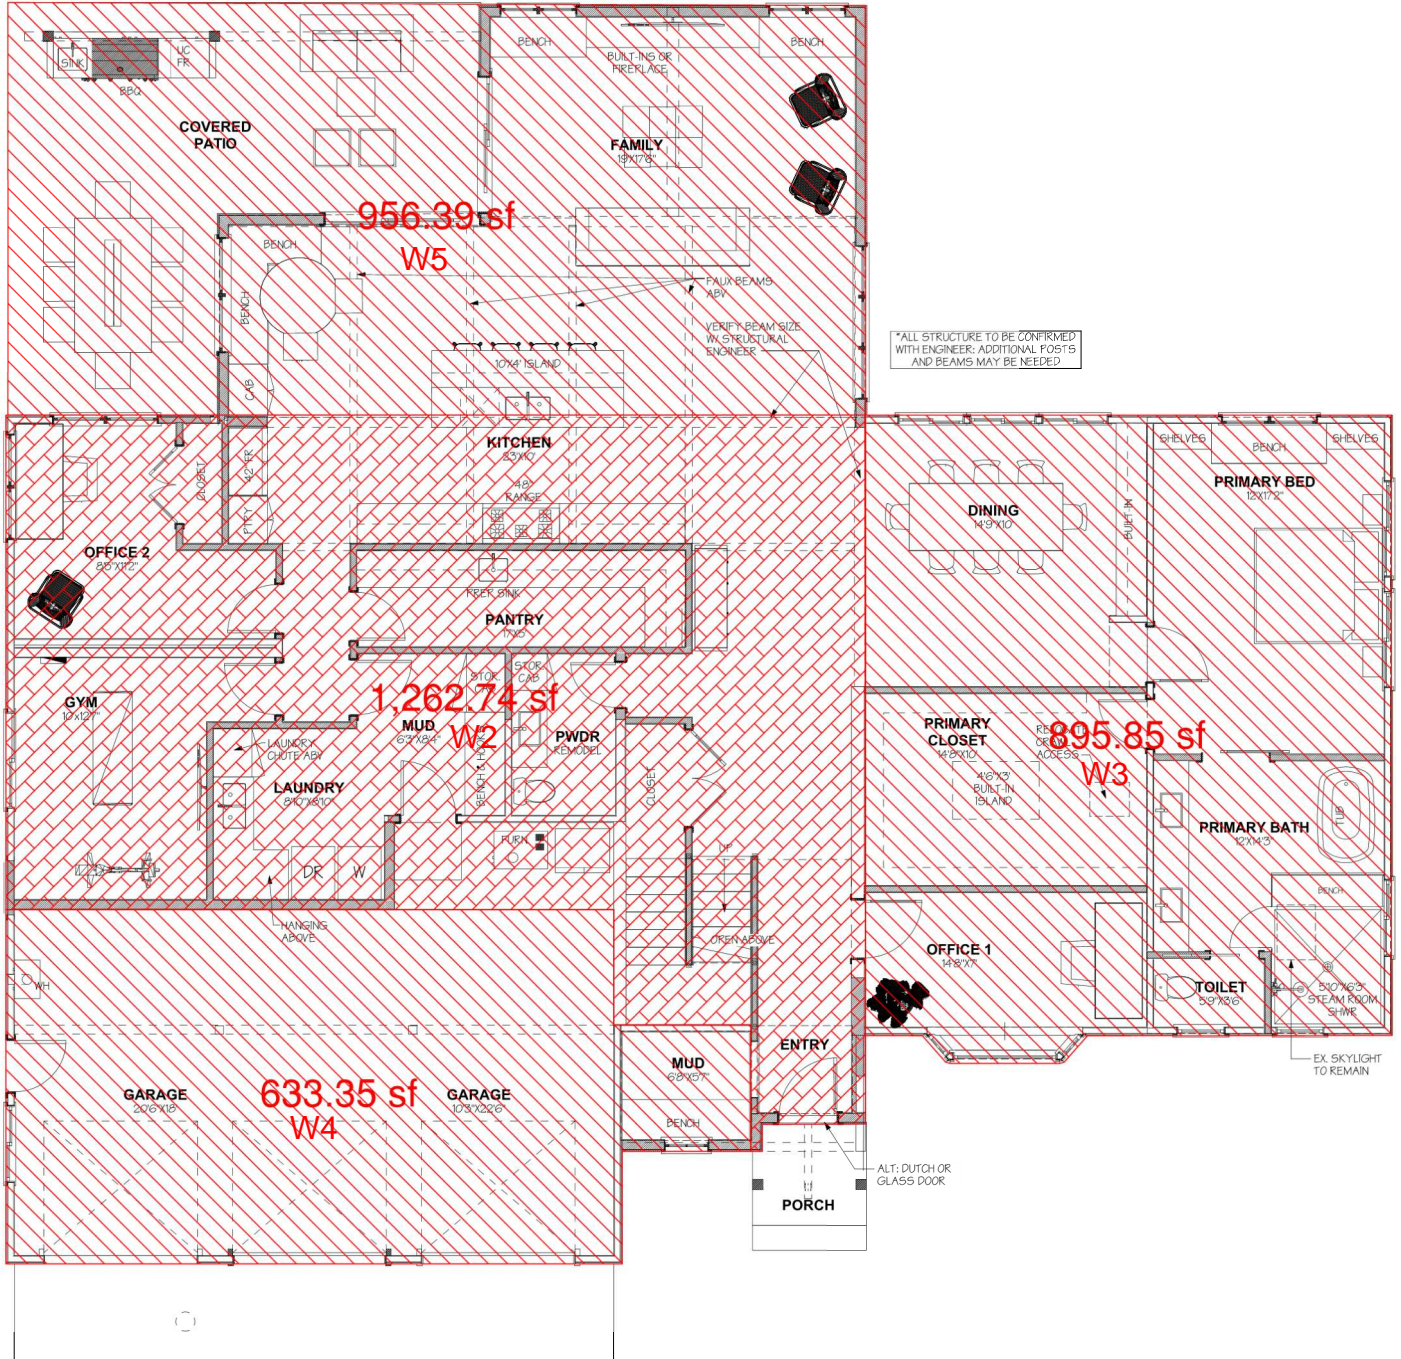 SINK
UC
FR
BBQ
COVERED
PATIO
BENCH
BUILT-INS OR
FIREPLACE
BENCH
FAMILY
19'X17'6"
956.39 sf
W5
BENCH
BENCH
CAB
FAUX BEAMS
ABV
VERIFY BEAM SIZE
W/ STRUCTURAL
ENGINEER
10'X4' ISLAND
*ALL STRUCTURE TO BE CONFIRMED
WITH ENGINEER; ADDITIONAL POSTS
AND BEAMS MAY BE NEEDED
KITCHEN
23'X10'
48"
RANGE
42" FR
PTRY
CLOSET
OFFICE 2
8'5"X11'2"
PREP SINK
PANTRY
17'X5'
DINING
14'9"X10'
BUILT-IN
SHELVES
BENCH
SHELVES
PRIMARY BED
12'X17'2"
GYM
10'x12'7"
STOR.
STOR.
CAB
1,262.74 sf
W2
MUD
6'3"X8'4"
BENCH & HOOKS
PWDR
REMODEL
LAUNDRY
CHUTE ABV
LAUNDRY
8'10"X8'10"
DR
W
HANGING
ABOVE
FURN
CLOSET
UP
OPEN ABOVE
PRIMARY
CLOSET
14'8"X10'
4'6"X3'
BUILT-IN
ISLAND
ACCESS
895.85 sf
W3
PRIMARY BATH
12'X14'3"
TUB
BENCH
OFFICE 1
14'8"X7'
TOILET
5'9"X3'6"
5'10"X6'3"
STEAM ROOM
SHWR
EX. SKYLIGHT
TO REMAIN
WH
GARAGE
20'6"X18'
633.35 sf
W4
GARAGE
10'3"X22'6"
MUD
6'8"X5'7"
BENCH
ENTRY
ALT: DUTCH OR
GLASS DOOR
PORCH